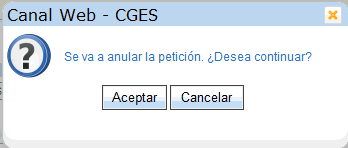 Canal Web - CGES
Se va a anular la petición. ¿Desea continuar?
Aceptar Cancelar